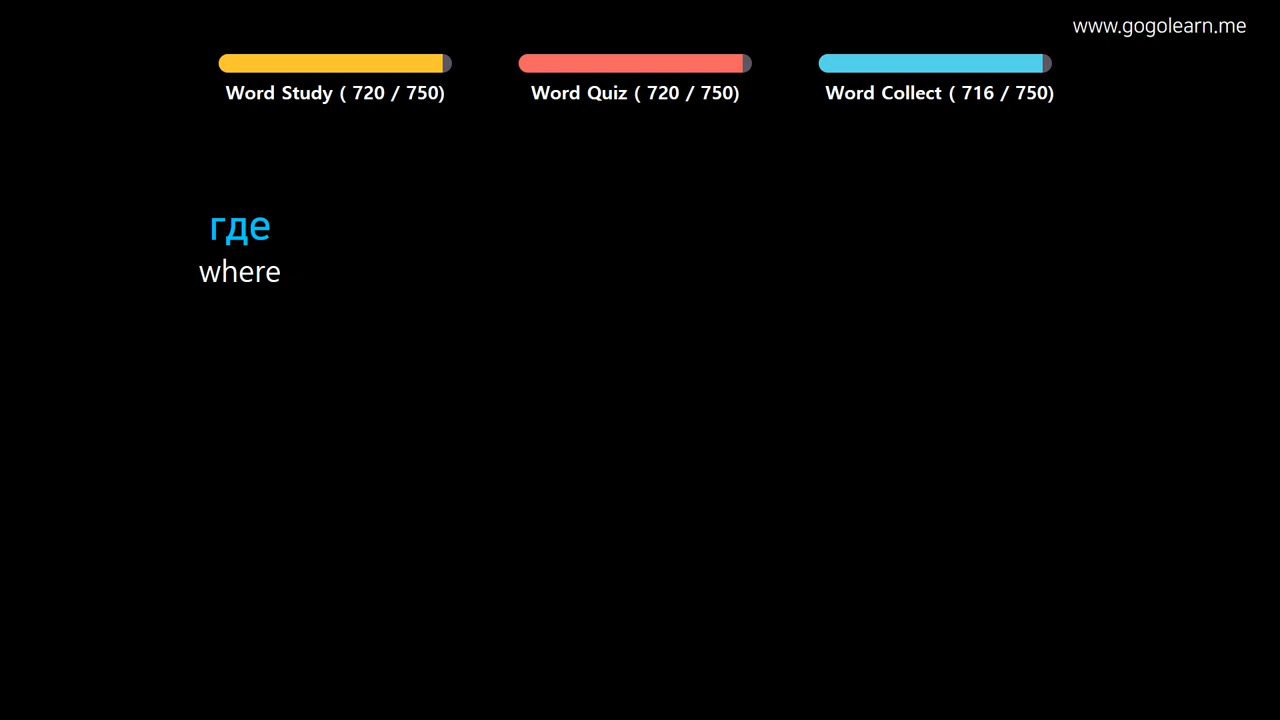 www.gogolearn.me
Word Study ( 720 / 750)
Word Quiz ( 720 / 750)
Word Collect ( 716 / 750)
где
where